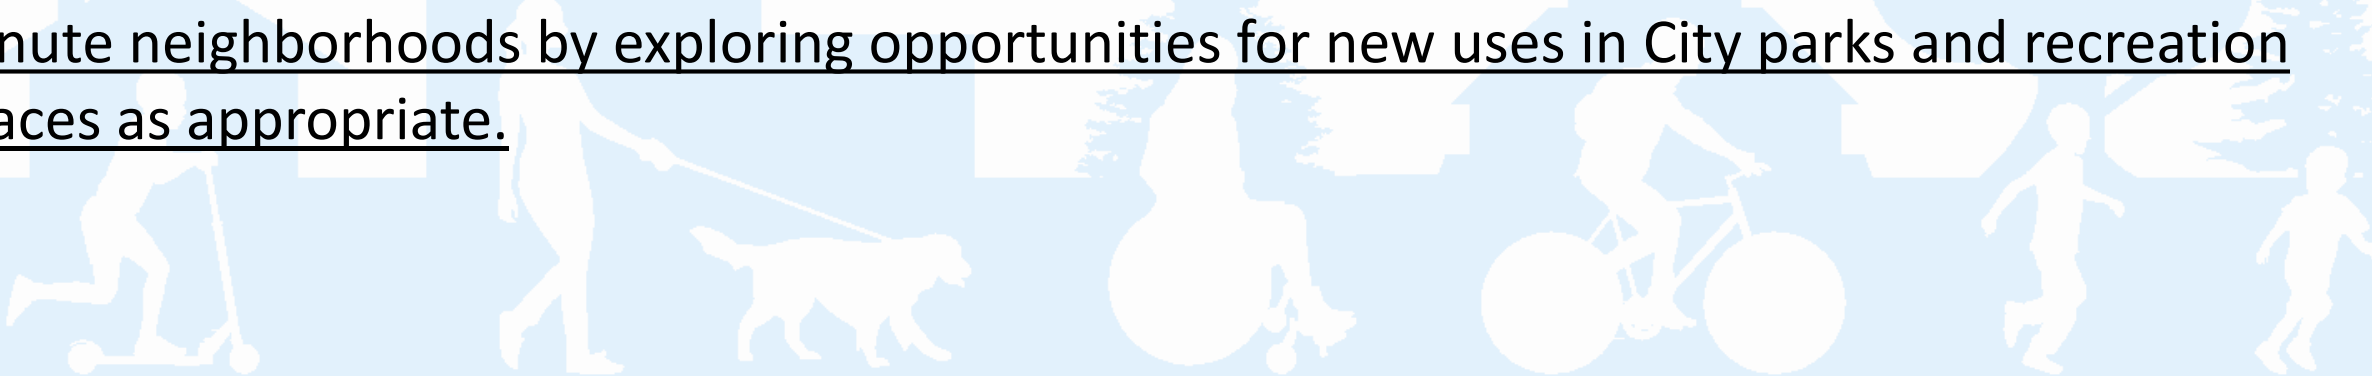 nute neighborhoods by exploring opportunities for new uses in City parks and recreation
aces as appropriate.